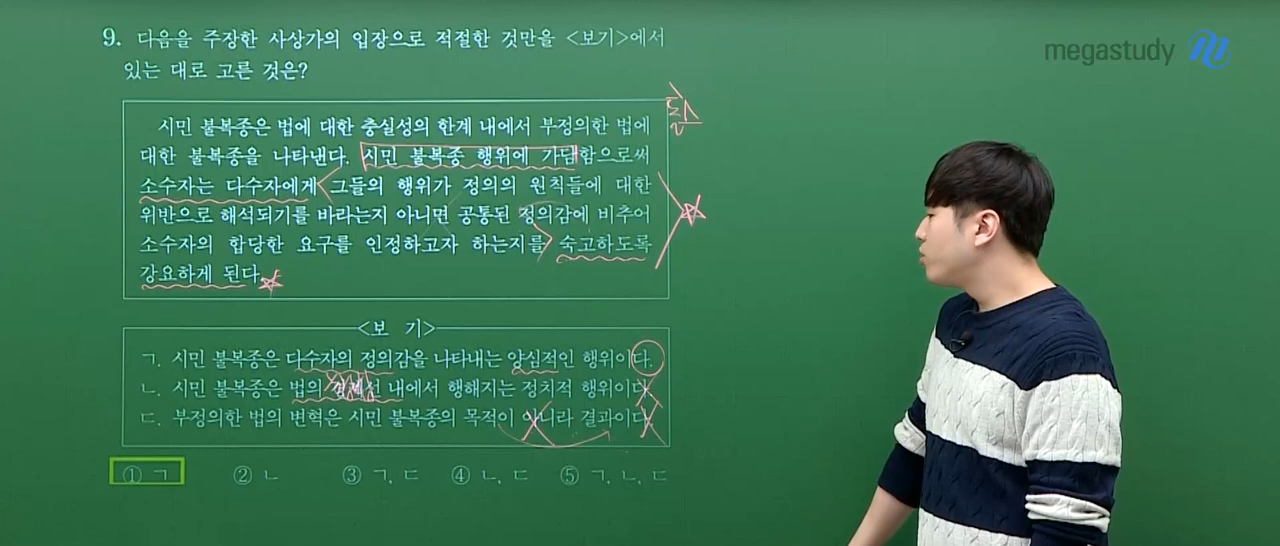 megastudy
9. 다음을 주장한 사상가의 입장으로 적절한 것만을 <보기>에서
있는 대로 고른 것은?
시민 불복종은 법에 대한 충실성의 한계 내에서 부정의한 법에
대한 불복종을 나타낸다. 시민 불복종 행위에 가담함으로써
소수자는 다수자에게 그들의 행위가 정의의 원칙들에 대한
위반으로 해석되기를 바라는지 아니면 공통된 정의감에 비추어
소수자의 합당한 요구를 인정하고자 하는지를 숙고하도록
강요하게 된다.
<보 기>
ㄱ. 시민 불복종은 다수자의 정의감을 나타내는 양심적인 행위이다.
ㄴ. 시민 불복종은 법의 내에서 행해지는 정치적 행위이다.
ㄷ. 부정의한 법의 변혁은 시민 불복종의 목적이 아니라 결과이다.
① ㄱ ② ㄴ ③ ㄱ, ㄷ ④ ㄴ, ㄷ ⑤ ㄱ, ㄴ, ㄷ